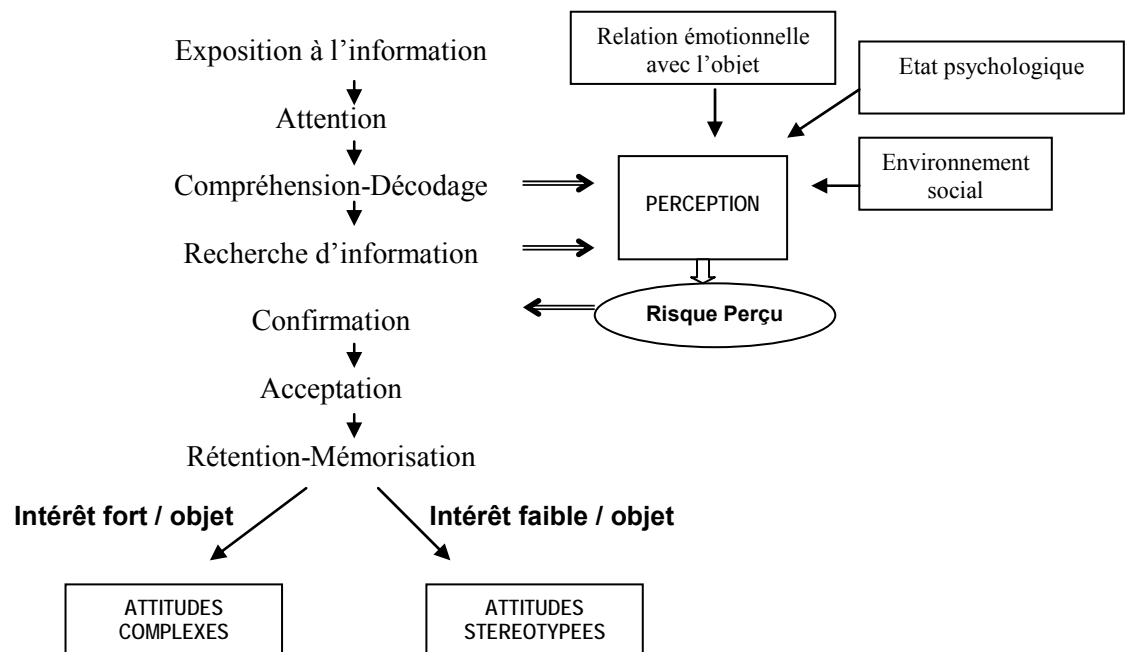 Exposition à l'information
Relation émotionnelle
avec l'objet
Etat psychologique
Attention
Compréhension-Décodage
PERCEPTION
Environnement
social
Recherche d'information
Confirmation
Risque Perçu
Acceptation
Rétention-Mémorisation
Intérêt fort / objet
Intérêt faible / objet
ATTITUDES
COMPLEXES
ATTITUDES
STEREOTYPEES